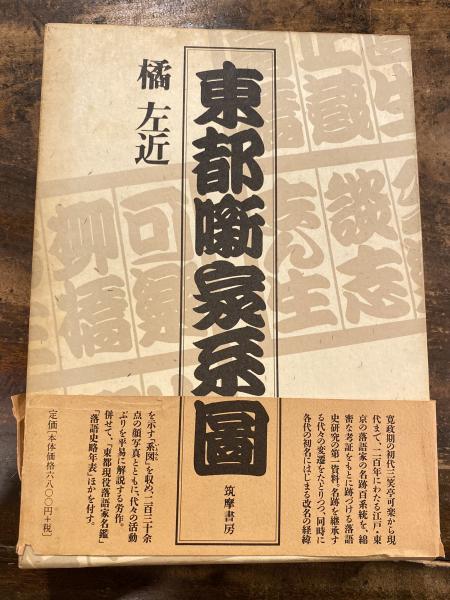 東都噺家系圖
橘 左近
談志
志ん生
可楽
柳橋
寛政期の初代三笑亭可楽から現
代まで、二百年にわたる江戸・東
京の落語家の名跡百系統を、綿
密な考証をもとに跡づける落語
史研究の第一資料。名跡を継承す
る代々の変遷をたどりつつ、同時に
各代の初名にはじまる改名の経緯
筑摩書房
を示す「系図」を収め、二百三十余
点の顔写真とともに、代々の活動
ぶりを平易に解説する労作。
併せて、「東都現役落語家名鑑」
「落語史略年表」ほかを付す。
[定価(本体価格六八〇〇円+税)]